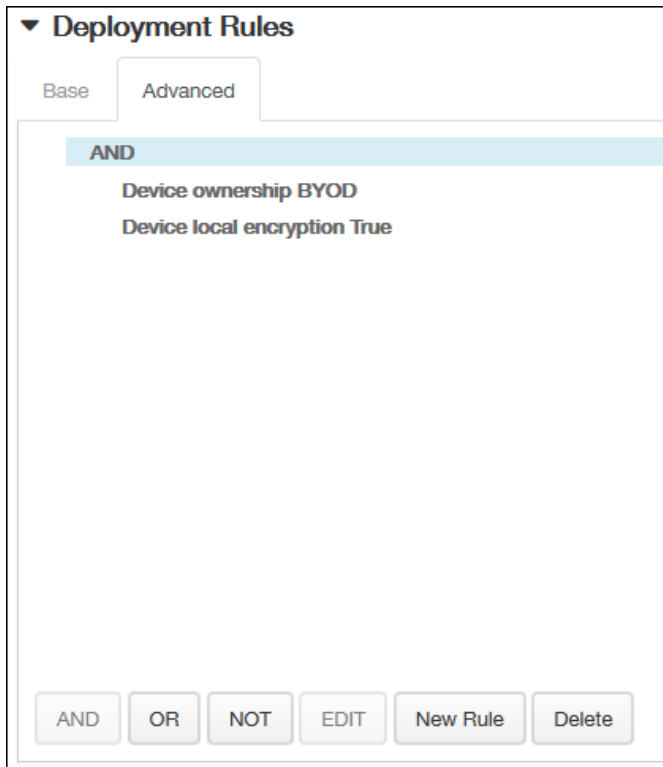 Deployment Rules
Base Advanced
AND
Device ownership BYOD
Device local encryption True
AND OR NOT EDIT New Rule Delete